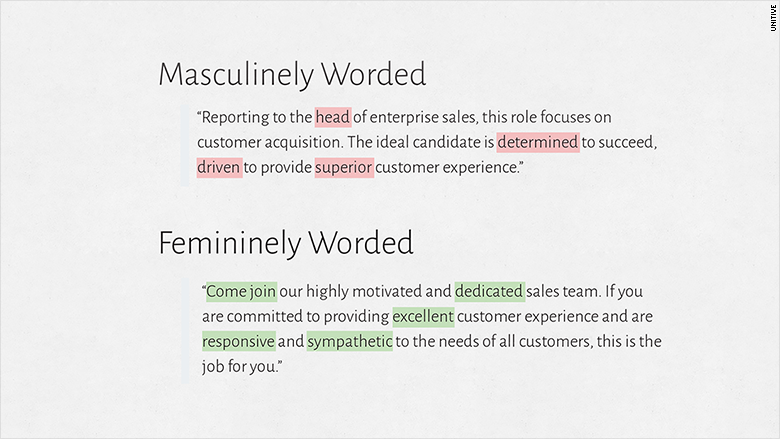 UNITIVE
Masculinely Worded
“Reporting to the head of enterprise sales, this role focuses on
customer acquisition. The ideal candidate is determined to succeed,
driven to provide superior customer experience.”
Femininely Worded
“Come join our highly motivated and dedicated sales team. If you
are committed to providing excellent customer experience and are
responsive and sympathetic to the needs of all customers, this is the
job for you.”